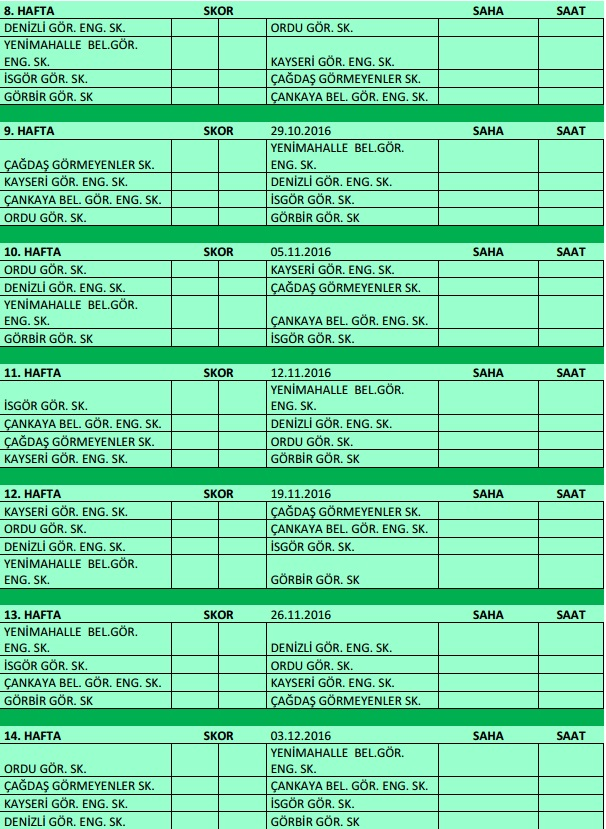 8. HAFTA SKOR SAHA SAAT
DENİZLİ GÖR. ENG. SK. ORDU GÖR. SK.
YENİMAHALLE BEL.GÖR.
ENG. SK. KAYSERİ GÖR. ENG. SK.
İSGÖR GÖR. SK. ÇAĞDAŞ GÖRMEYENLER SK.
GÖRBİR GÖR. SK ÇANKAYA BEL. GÖR. ENG. SK.
9. HAFTA SKOR 29.10.2016 SAHA SAAT
YENİMAHALLE BEL.GÖR.
ÇAĞDAŞ GÖRMEYENLER SK. ENG. SK.
KAYSERİ GÖR. ENG. SK. DENİZLİ GÖR. ENG. SK.
ÇANKAYA BEL. GÖR. ENG. SK. İSGÖR GÖR. SK.
ORDU GÖR. SK. GÖRBİR GÖR. SK
10. HAFTA SKOR 05.11.2016 SAHA SAAT
ORDU GÖR. SK. KAYSERİ GÖR. ENG. SK.
DENİZLİ GÖR. ENG. SK. ÇAĞDAŞ GÖRMEYENLER SK.
YENİMAHALLE BEL.GÖR.
ENG. SK. ÇANKAYA BEL. GÖR. ENG. SK.
GÖRBİR GÖR. SK İSGÖR GÖR. SK.
11. HAFTA SKOR 12.11.2016 SAHA SAAT
YENİMAHALLE BEL.GÖR.
İSGÖR GÖR. SK. ENG. SK.
ÇANKAYA BEL. GÖR. ENG. SK. DENİZLİ GÖR. ENG. SK.
ÇAĞDAŞ GÖRMEYENLER SK. ORDU GÖR. SK.
KAYSERİ GÖR. ENG. SK. GÖRBİR GÖR. SK
12. HAFTA SKOR 19.11.2016 SAHA SAAT
KAYSERİ GÖR. ENG. SK. ÇAĞDAŞ GÖRMEYENLER SK.
ORDU GÖR. SK. ÇANKAYA BEL. GÖR. ENG. SK.
DENİZLİ GÖR. ENG. SK. İSGÖR GÖR. SK.
YENİMAHALLE BEL.GÖR.
ENG. SK. GÖRBİR GÖR. SK
13. HAFTA SKOR 26.11.2016 SAHA SAAT
YENİMAHALLE BEL.GÖR.
ENG. SK. DENİZLİ GÖR. ENG. SK.
İSGÖR GÖR. SK. ORDU GÖR. SK.
ÇANKAYA BEL. GÖR. ENG. SK. KAYSERİ GÖR. ENG. SK.
GÖRBİR GÖR. SK ÇAĞDAŞ GÖRMEYENLER SK.
14. HAFTA SKOR 03.12.2016 SAHA SAAT
YENİMAHALLE BEL.GÖR.
ORDU GÖR. SK. ENG. SK.
ÇAĞDAŞ GÖRMEYENLER SK. ÇANKAYA BEL. GÖR. ENG. SK.
KAYSERİ GÖR. ENG. SK. İSGÖR GÖR. SK.
DENİZLİ GÖR. ENG. SK. GÖRBİR GÖR. SK